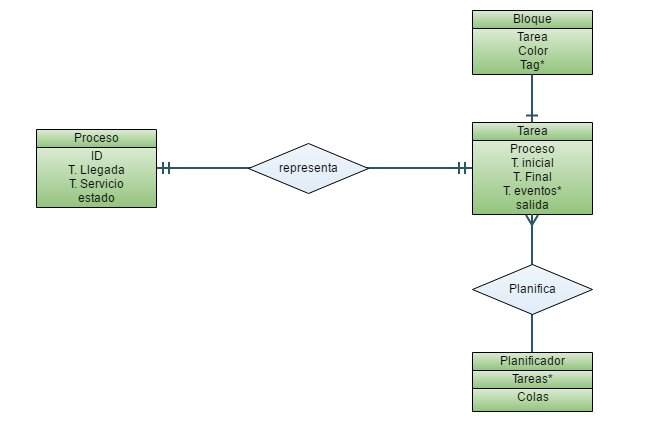 Bloque
Tarea
Color
Tag*
Proceso
ID
T. Llegada
T. Servicio
estado
representa
Tarea
Proceso
T. inicial
T. Final
T. eventos*
salida
Planifica
Planificador
Tareas*
Colas